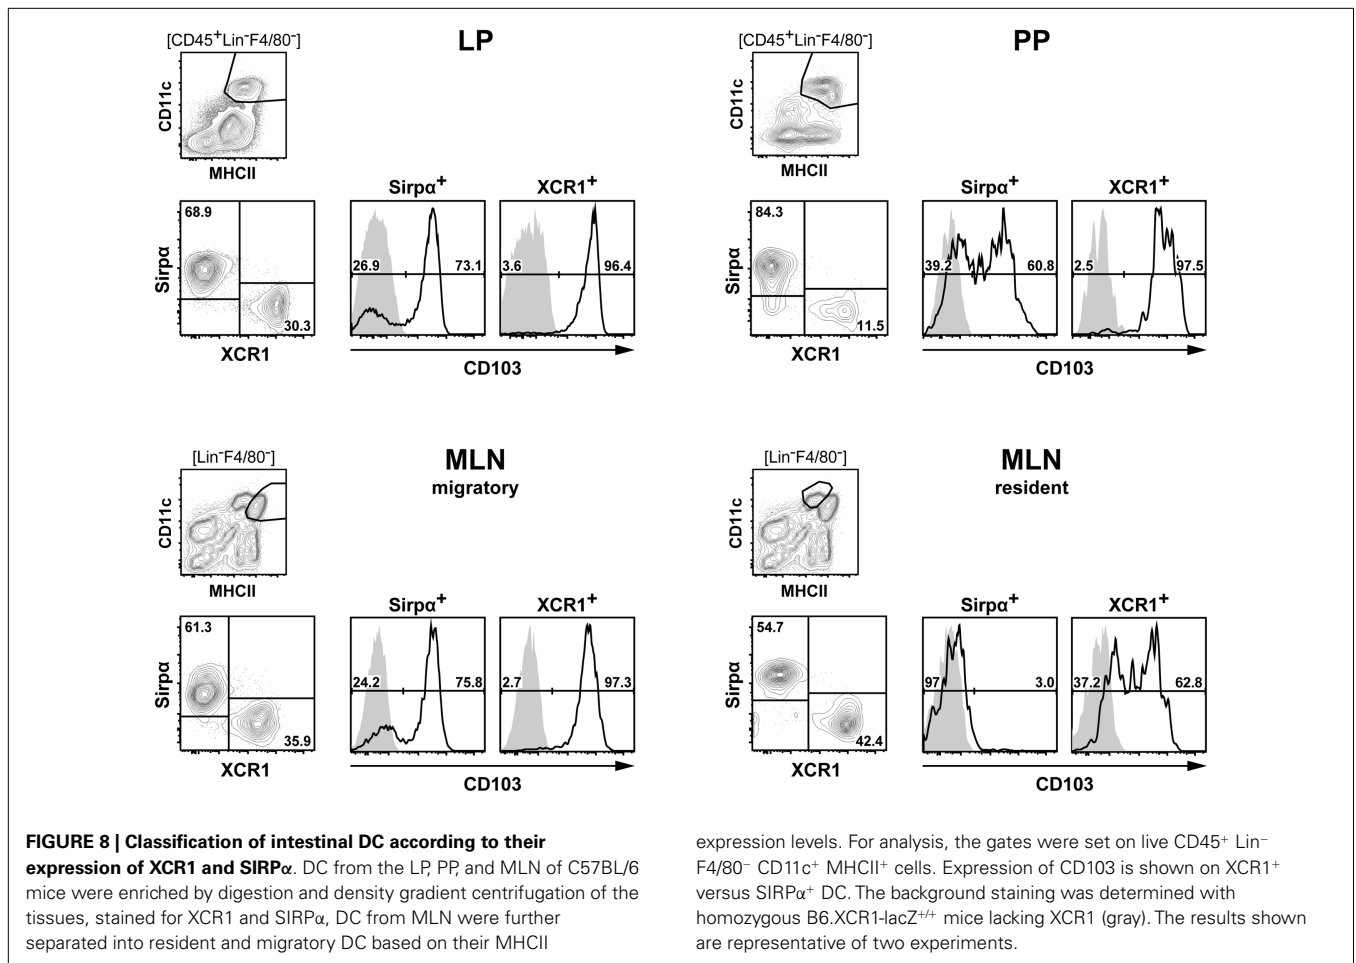 [CD45⁺Lin⁻F4/80⁻]
LP
CD11c
MHCII
68.9
30.3
Sirpα
XCR1
Sirpα⁺
26.9
73.1
XCR1⁺
3.6
96.4
CD103
[CD45⁺Lin⁻F4/80⁻]
PP
CD11c
MHCII
84.3
11.5
Sirpα
XCR1
Sirpα⁺
39.2
60.8
XCR1⁺
2.5
97.5
CD103
[Lin⁻F4/80⁻]
MLN
migratory
CD11c
MHCII
61.3
35.9
Sirpα
XCR1
Sirpα⁺
24.2
75.8
XCR1⁺
2.7
97.3
CD103
[Lin⁻F4/80⁻]
MLN
resident
CD11c
MHCII
54.7
42.4
Sirpα
XCR1
Sirpα⁺
97
3.0
XCR1⁺
37.2
62.8
CD103
FIGURE 8 | Classification of intestinal DC according to their
expression of XCR1 and SIRPα. DC from the LP, PP, and MLN of C57BL/6
mice were enriched by digestion and density gradient centrifugation of the
tissues, stained for XCR1 and SIRPα, DC from MLN were further
separated into resident and migratory DC based on their MHCII
expression levels. For analysis, the gates were set on live CD45⁺ Lin⁻
F4/80⁻ CD11c⁺ MHCII⁺ cells. Expression of CD103 is shown on XCR1⁺
versus SIRPα⁺ DC. The background staining was determined with
homozygous B6.XCR1-lacZ⁺/⁺ mice lacking XCR1 (gray). The results shown
are representative of two experiments.